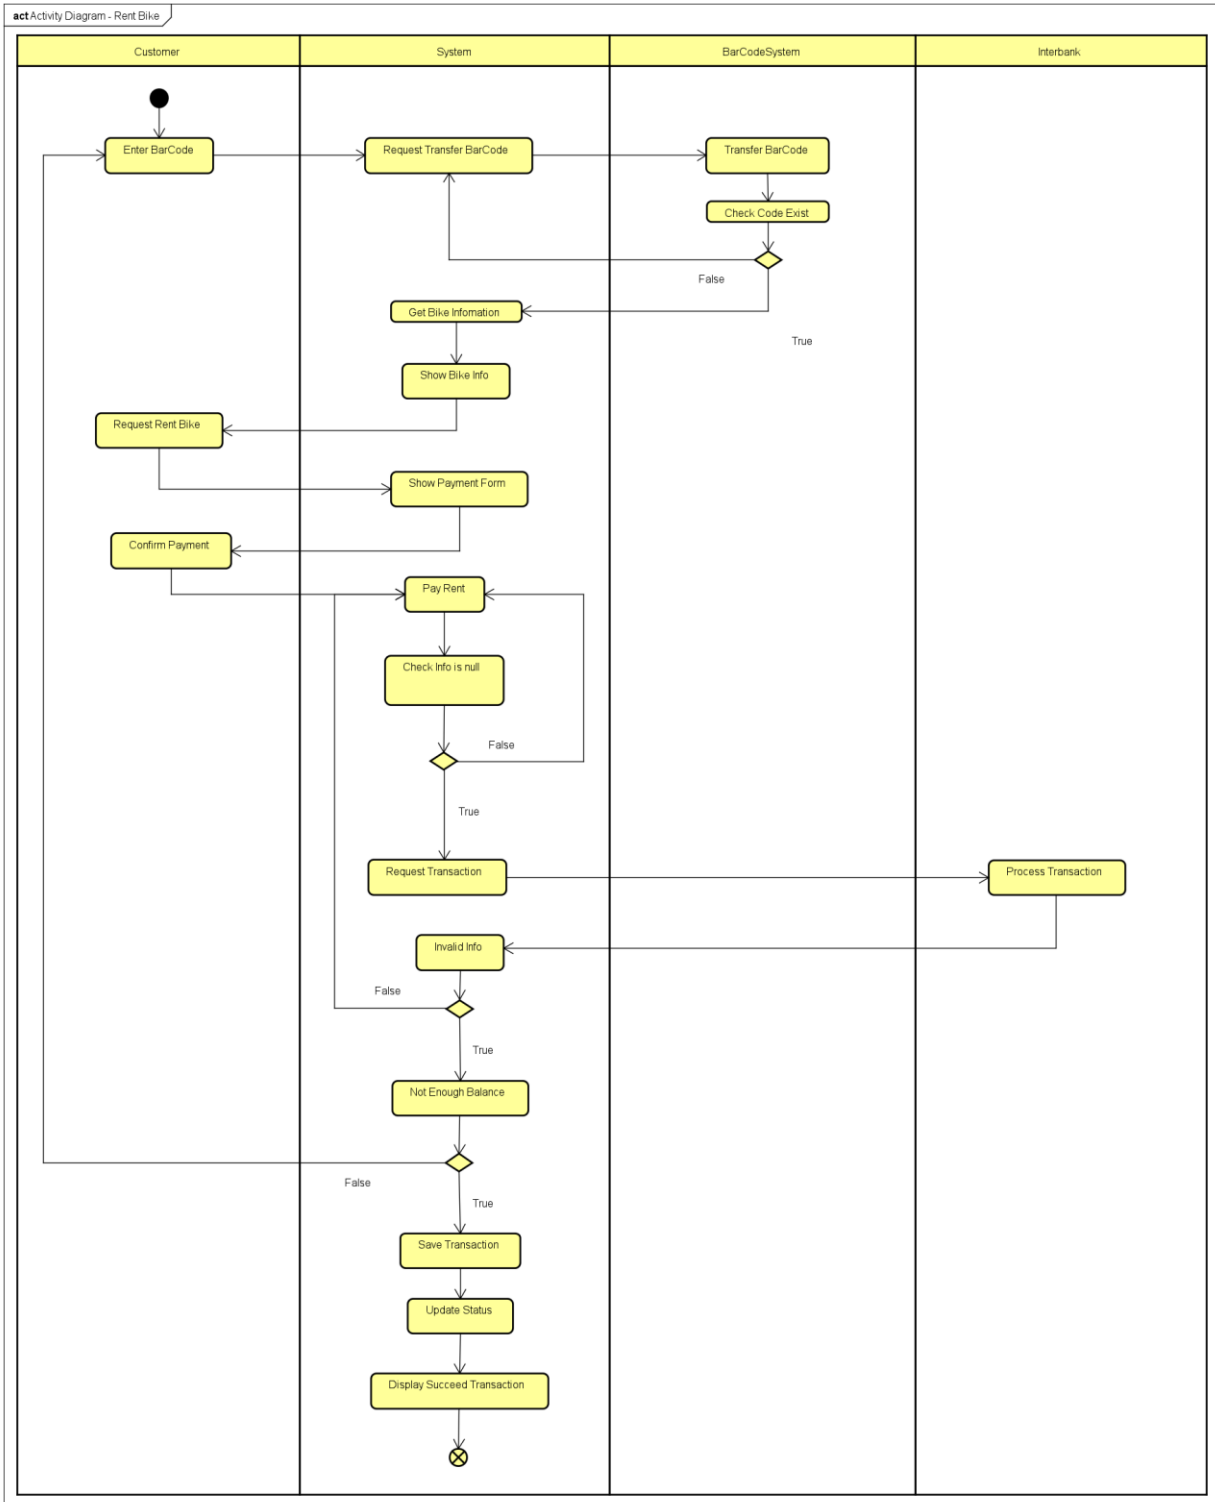 act Activity Diagram - Rent Bike
Customer
System
BarCodeSystem
Interbank
Enter BarCode
Request Transfer BarCode
Transfer BarCode
Check Code Exist
False
Get Bike Infomation
True
Show Bike Info
Request Rent Bike
Show Payment Form
Confirm Payment
Pay Rent
Check Info is null
False
True
Request Transaction
Process Transaction
Invalid Info
False
True
Not Enough Balance
False
True
Save Transaction
Update Status
Display Succeed Transaction